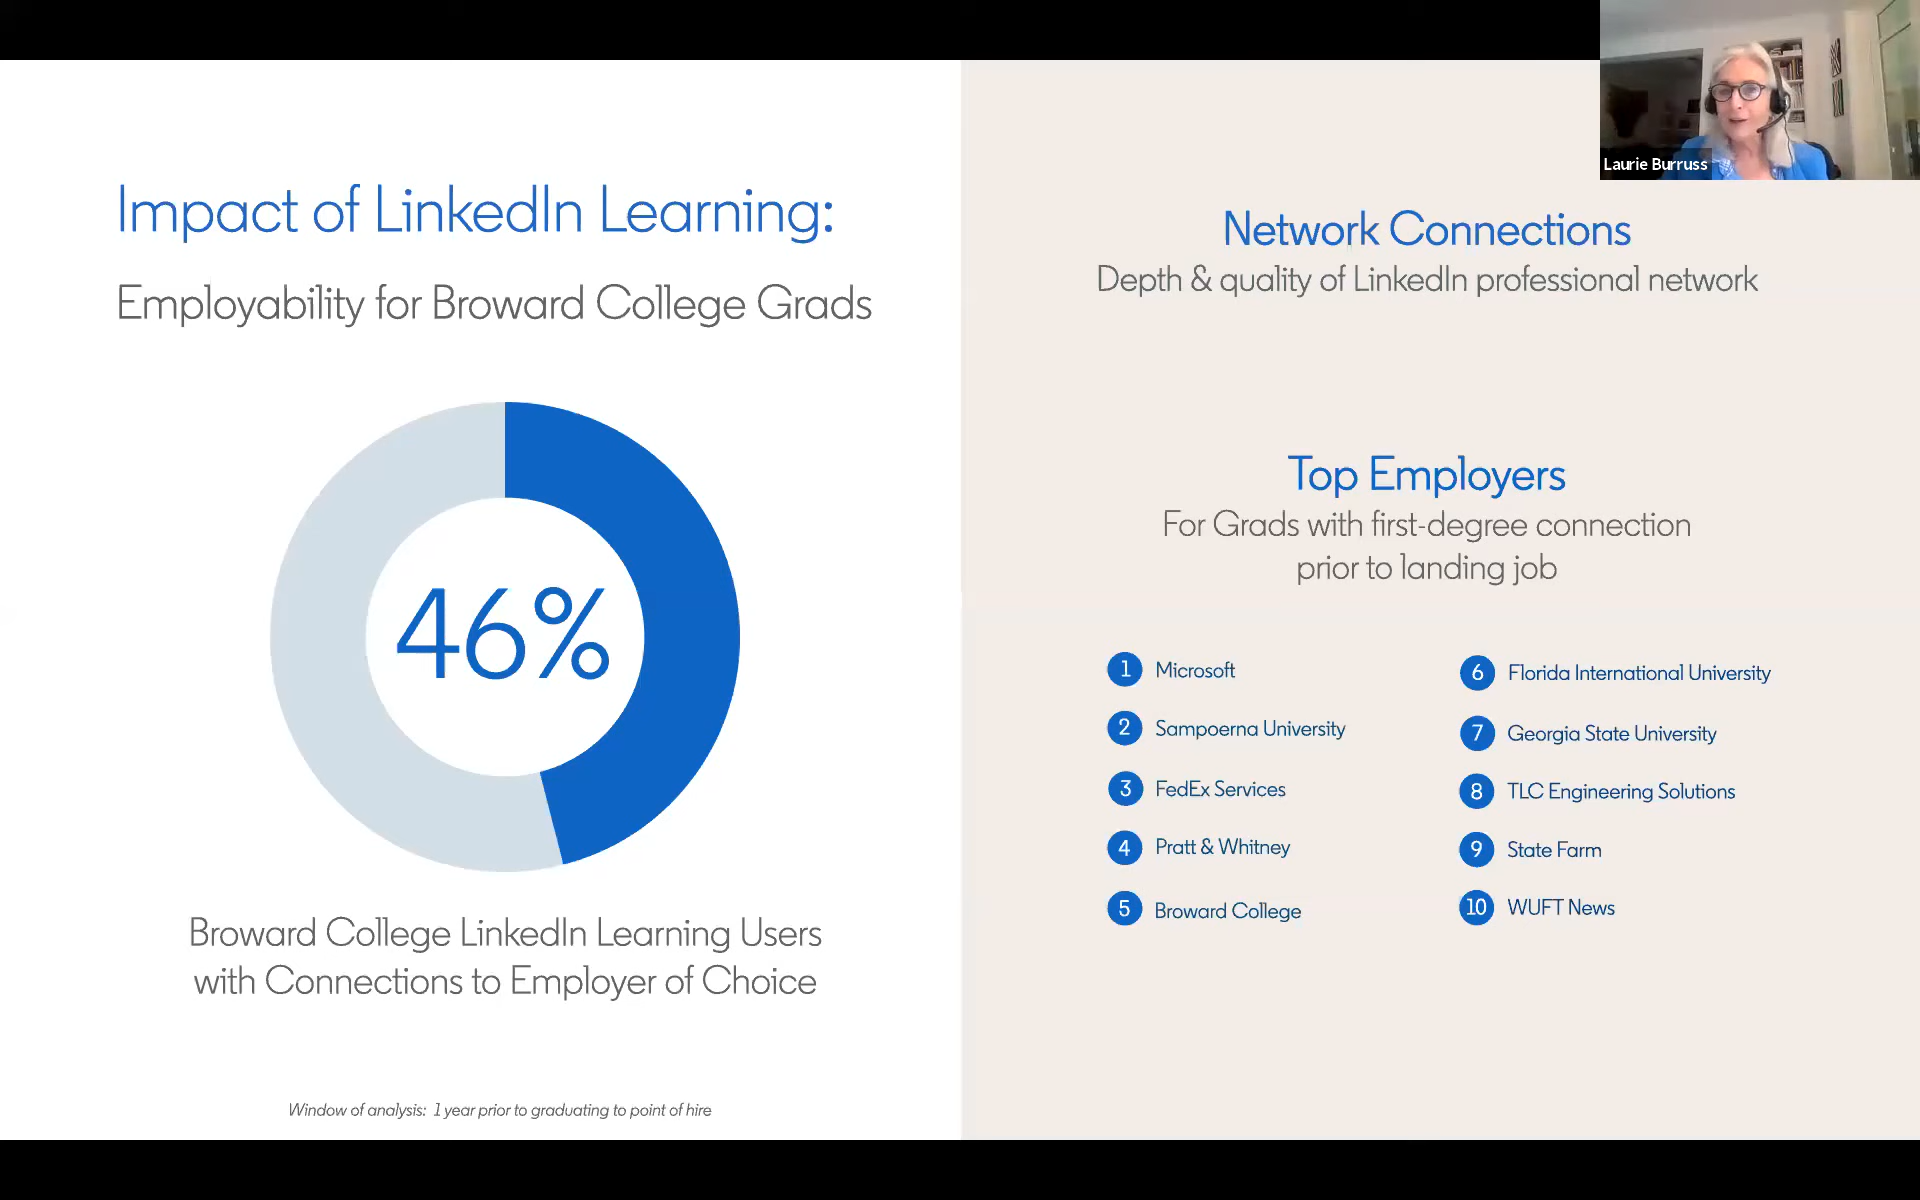 Laurie Burruss
Impact of LinkedIn Learning:
Employability for Broward College Grads
46%
Broward College LinkedIn Learning Users
with Connections to Employer of Choice
Window of analysis: 1 year prior to graduating to point of hire
Network Connections
Depth & quality of LinkedIn professional network
Top Employers
For Grads with first-degree connection
prior to landing job
1 Microsoft
2 Sampoerna University
3 FedEx Services
4 Pratt & Whitney
5 Broward College
6 Florida International University
7 Georgia State University
8 TLC Engineering Solutions
9 State Farm
10 WUFT News